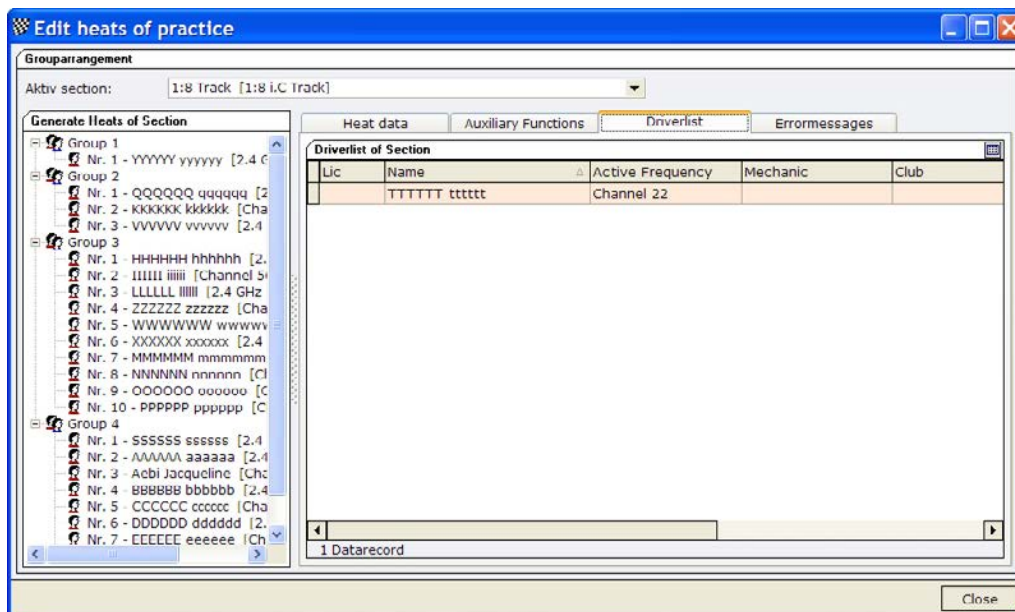 Edit heats of practice
Grouparrangement
Aktiv section: 1:8 Track [1:8 i.C Track]
Generate Heats of Section
Group 1
Nr. 1 - YYYYYY yyyyyy [2.4 G
Group 2
Nr. 1 - QQQQQQ qqqqqq [2
Nr. 2 - KKKKKK kkkkkk [Cha
Nr. 3 - VVVVVV vvvvvv [2.4
Group 3
Nr. 1 - HHHHHH hhhhhh [2.
Nr. 2 - IIIIII iiiiii [Channel 5
Nr. 3 - LLLLLL llllll [2.4 GHz
Nr. 4 - ZZZZZZ zzzzzz [Cha
Nr. 5 - WWWWWW wwwwv
Nr. 6 - XXXXXX xxxxxx [2.4
Nr. 7 - MMMMMM mmmmmm
Nr. 8 - NNNNNN nnnnnn [Cl
Nr. 9 - OOOOOO oooooo [C
Nr. 10 - PPPPPP pppppp [C
Group 4
Nr. 1 - SSSSSS ssssss [2.4
Nr. 2 - AAAAAA aaaaaa [2.4
Nr. 3 - Aebi Jacqueline [Cha
Nr. 4 - BBBBBB bbbbbb [2.4
Nr. 5 - CCCCCC cccccc [Cha
Nr. 6 - DDDDDD dddddd [2.
Nr. 7 - EEEEEE eeeeee [Ch
Heat data Auxiliary Functions Driverlist Errormessages
Driverlist of Section
Lic Name Active Frequency Mechanic Club
TTTTTT tttttt Channel 22
1 Datarecord
Close